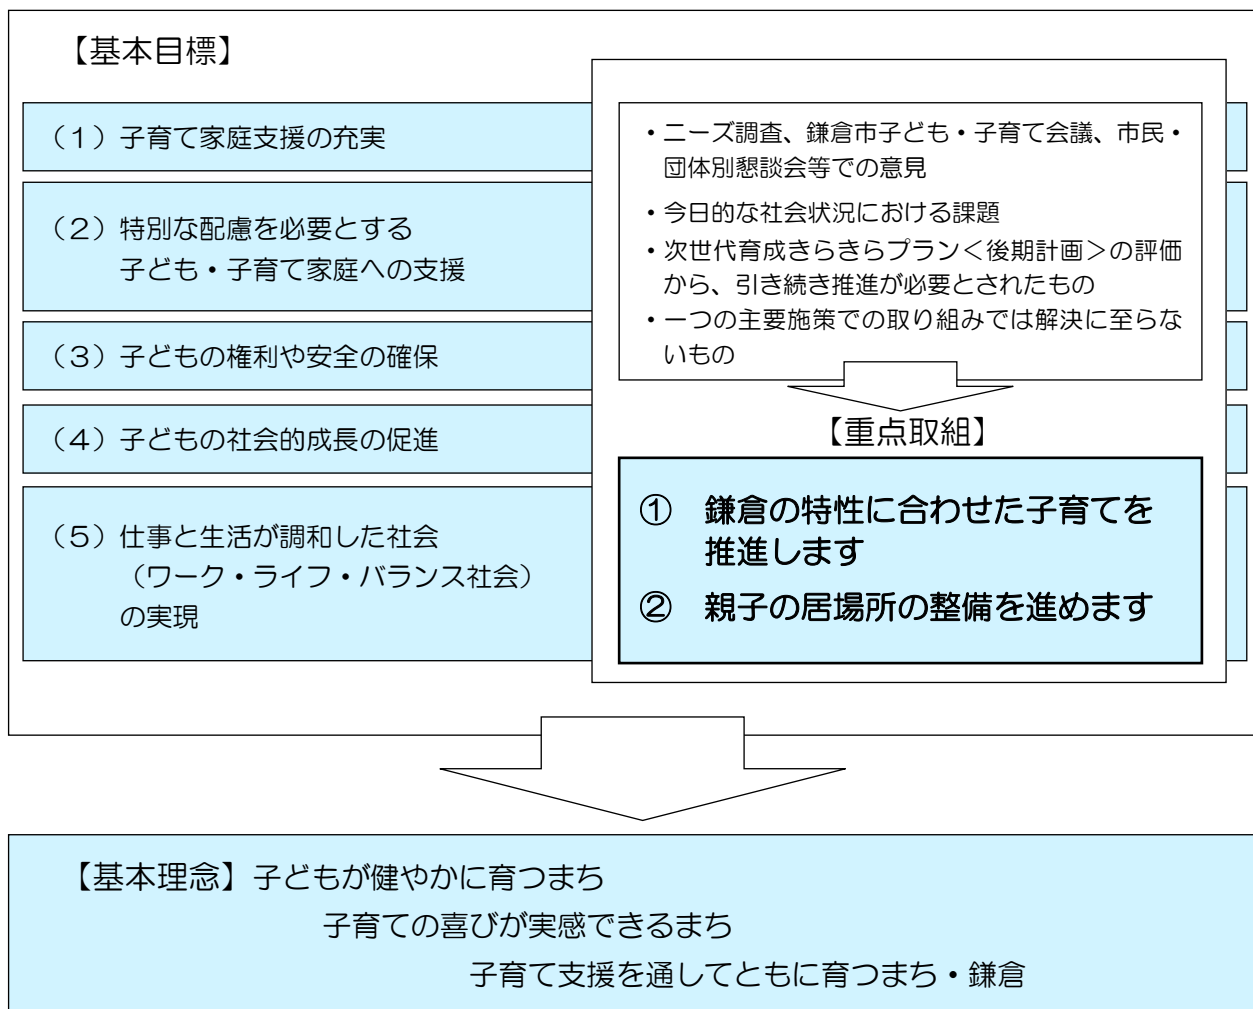 【基本目標】
（１）子育て家庭支援の充実
（２）特別な配慮を必要とする
子ども・子育て家庭への支援
（３）子どもの権利や安全の確保
（４）子どもの社会的成長の促進
（５）仕事と生活が調和した社会
（ワーク・ライフ・バランス社会）
の実現
・ニーズ調査、鎌倉市子ども・子育て会議、市民・
団体別懇談会等での意見
・今日的な社会状況における課題
・次世代育成きらきらプラン＜後期計画＞の評価
から、引き続き推進が必要とされたもの
・一つの主要施策での取り組みでは解決に至らな
いもの
【重点取組】
①　鎌倉の特性に合わせた子育てを
推進します
②　親子の居場所の整備を進めます
【基本理念】子どもが健やかに育つまち
子育ての喜びが実感できるまち
子育て支援を通してともに育つまち・鎌倉